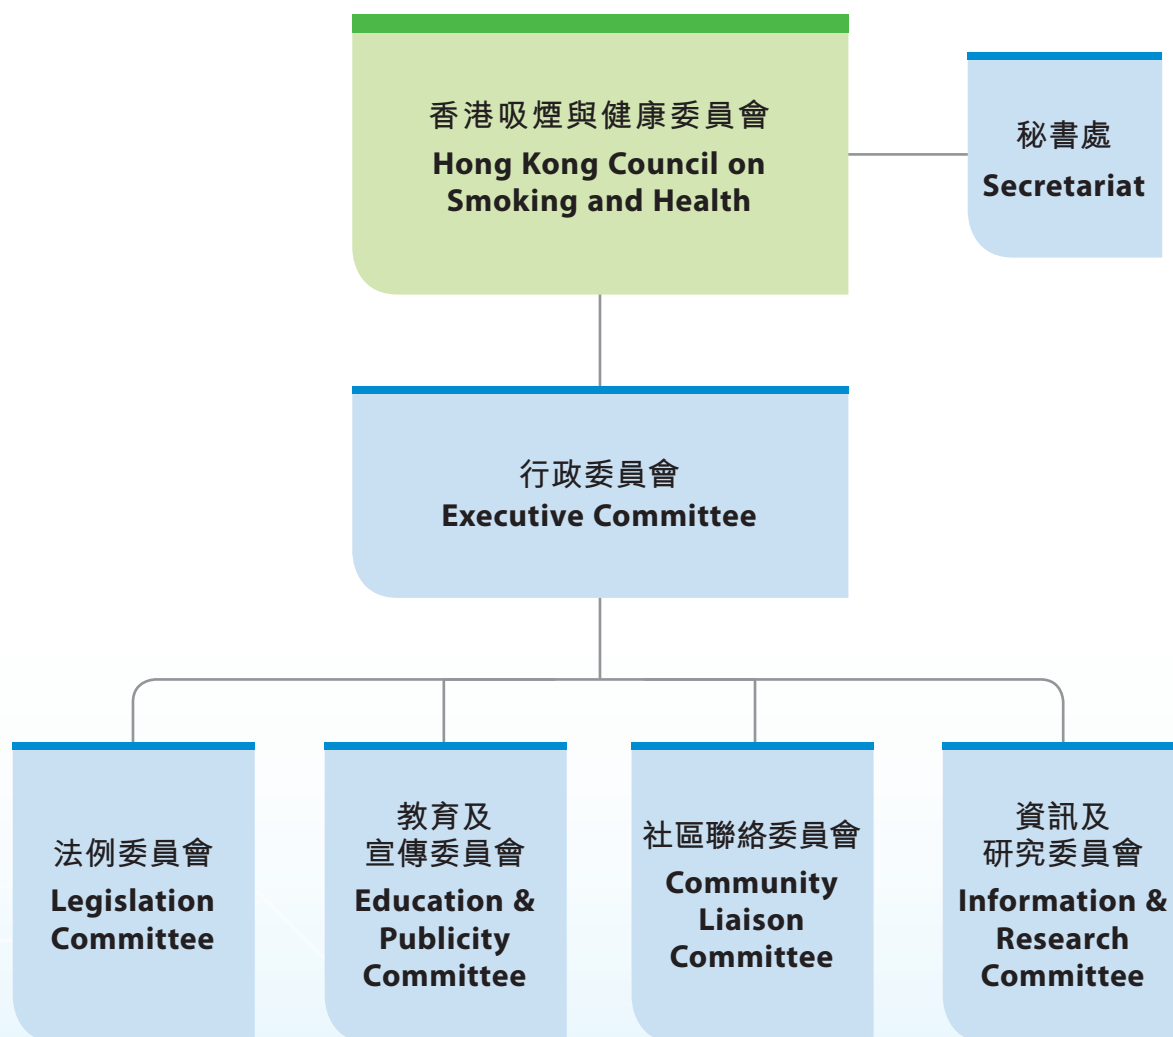 香港吸煙與健康委員會
Hong Kong Council on
Smoking and Health
秘書處
Secretariat
行政委員會
Executive Committee
法例委員會
Legislation
Committee
教育及
宣傳委員會
Education &
Publicity
Committee
社區聯絡委員會
Community
Liaison
Committee
資訊及
研究委員會
Information &
Research
Committee